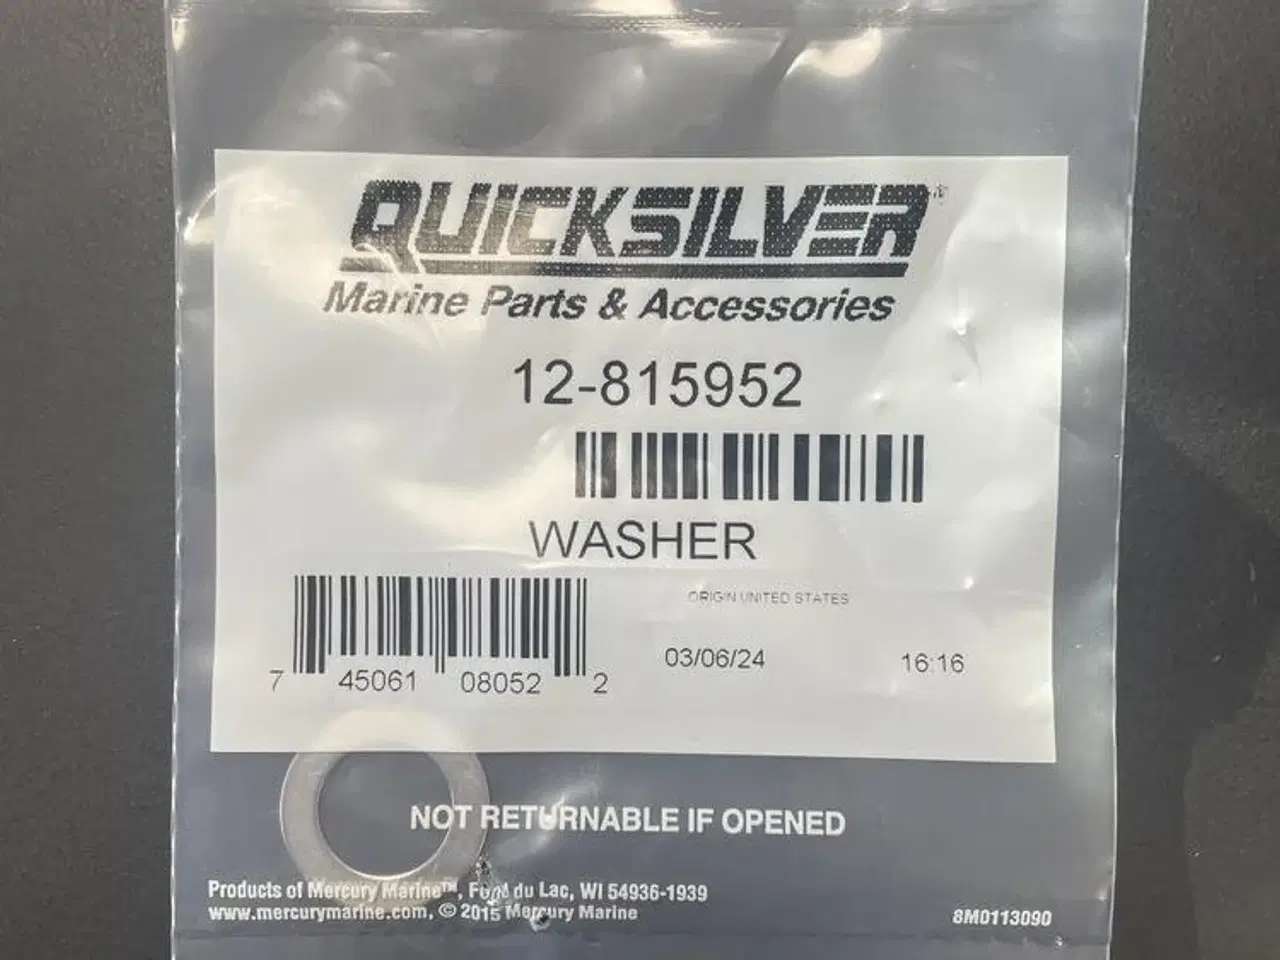 QUICKSILVER®
Marine Parts & Accessories
12-815952
WASHER
ORIGIN UNITED STATES
03/06/24 16:16
7 45061 08052 2
NOT RETURNABLE IF OPENED
Products of Mercury Marine™, Fond du Lac, WI 54936-1939
www.mercurymarine.com, © 2015 Mercury Marine
8M0113090